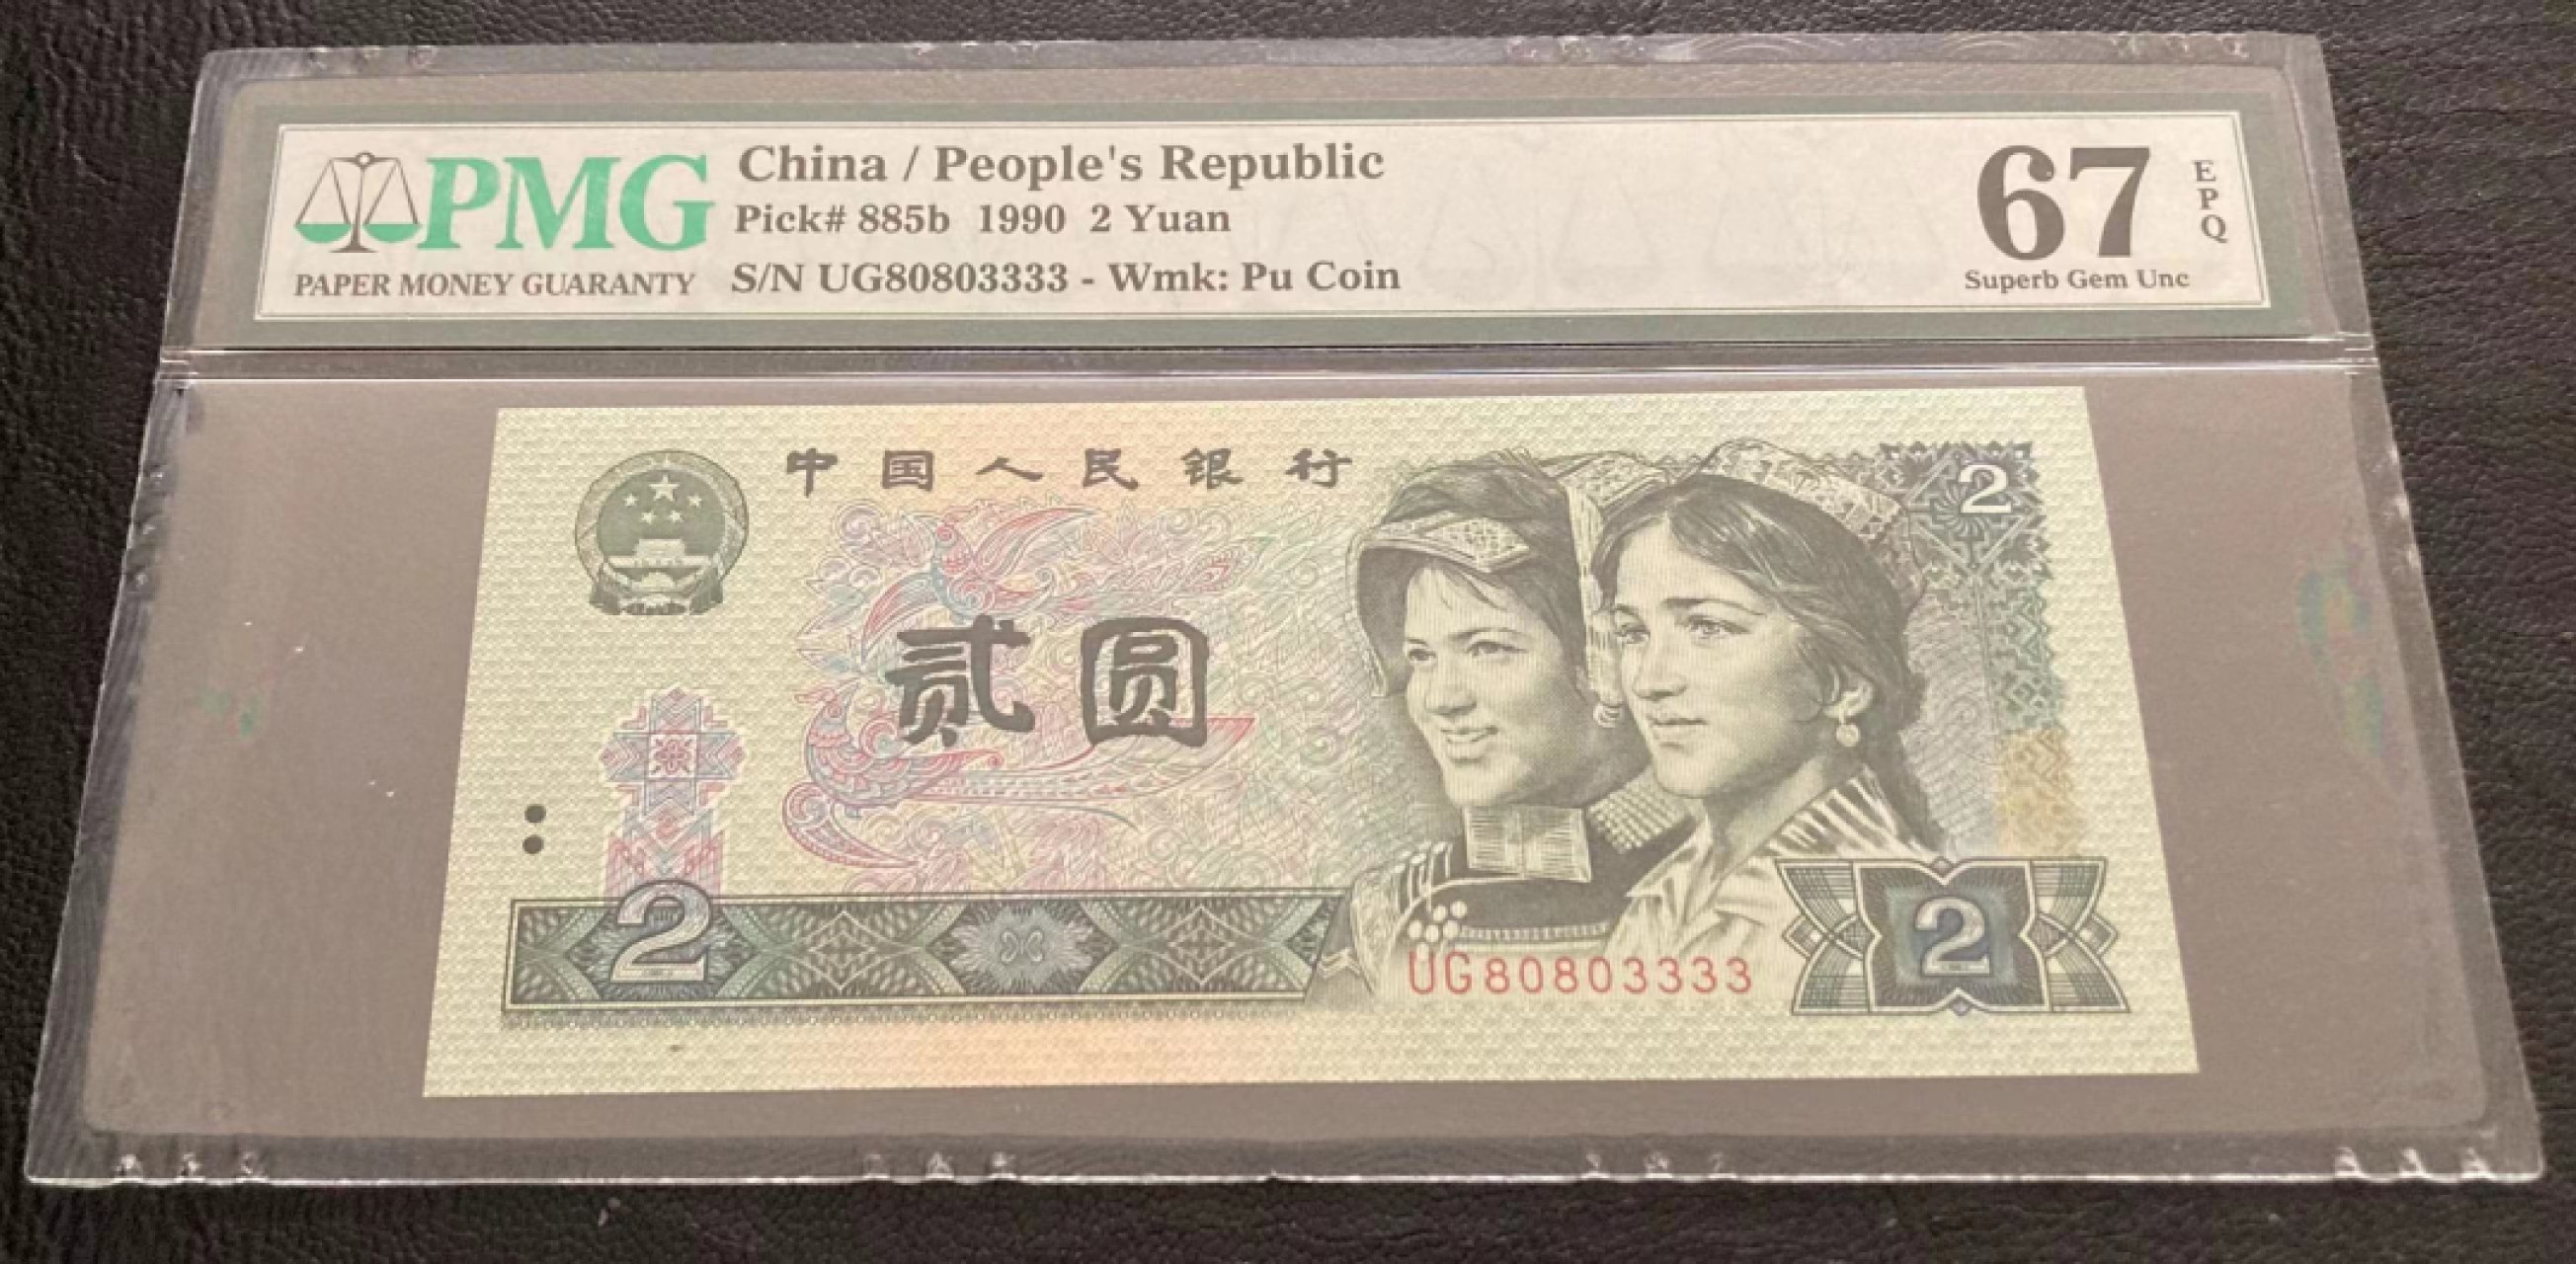 PMG
PAPER MONEY GUARANTY
China / People's Republic
Pick# 885b 1990 2 Yuan
S/N UG80803333 - Wmk: Pu Coin
67
EPQ
Superb Gem Unc
中国人民银行
2
贰圆
2
UG80803333
2